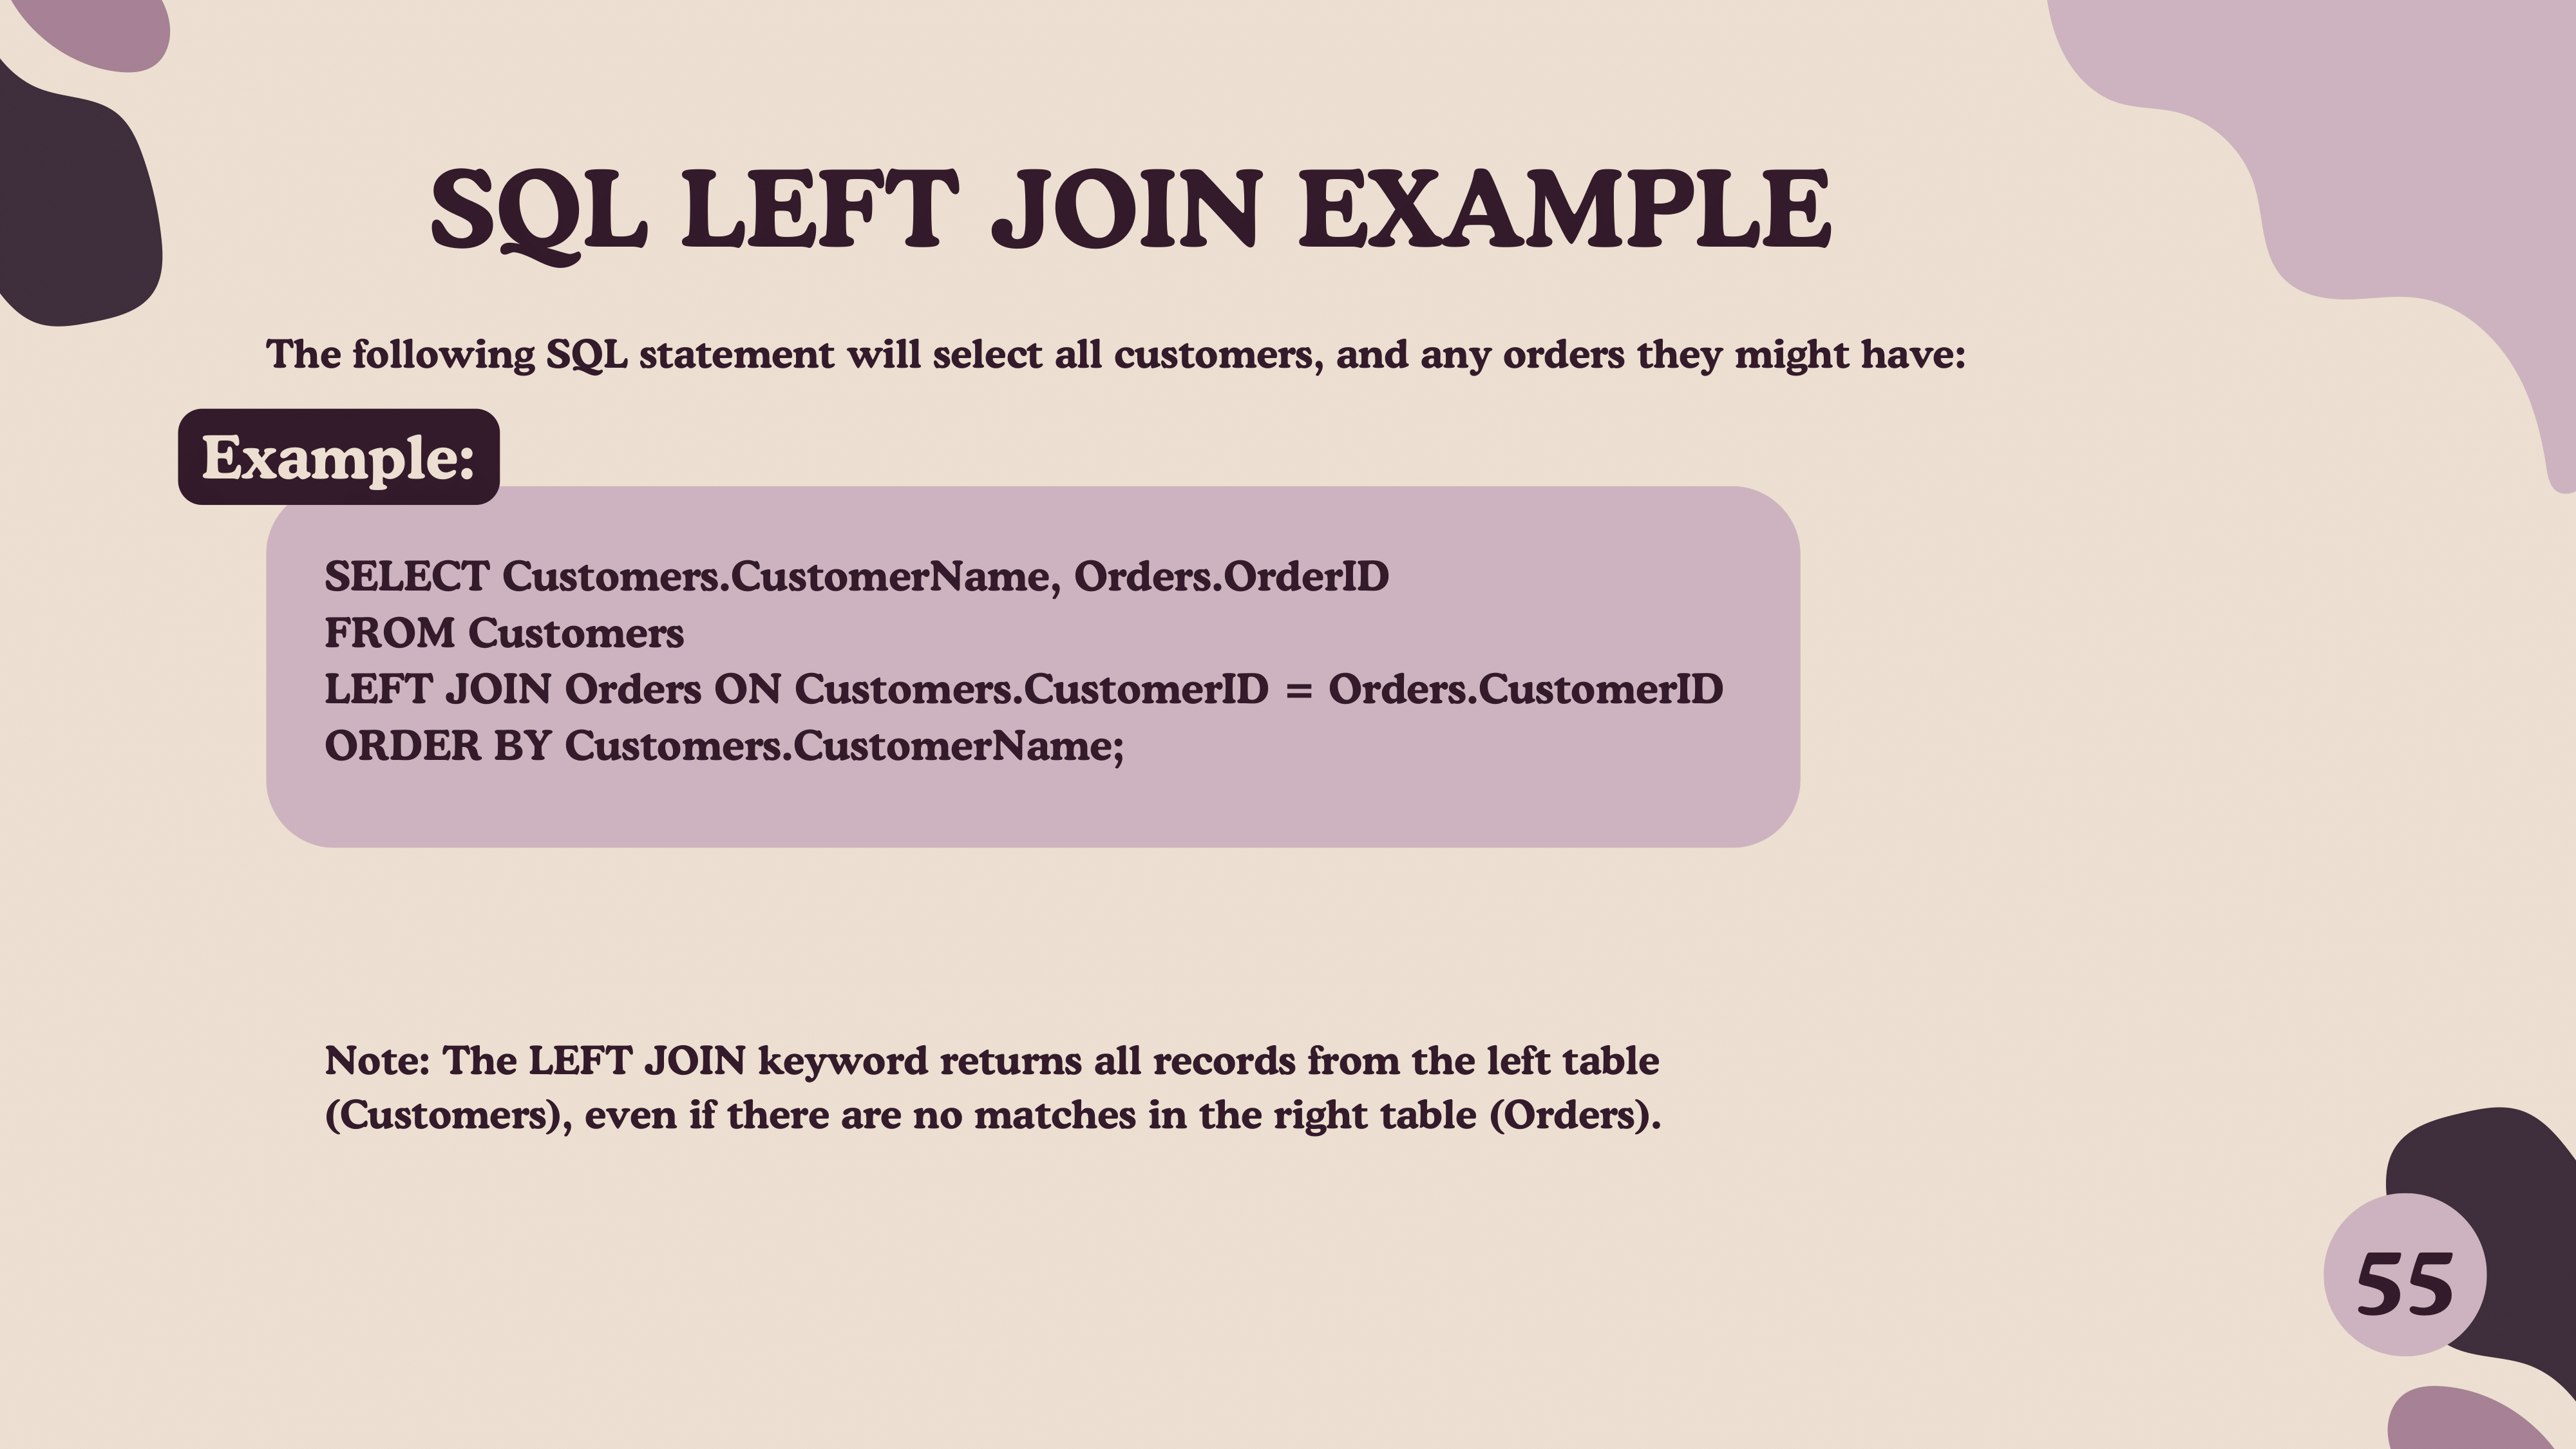 SQL LEFT JOIN EXAMPLE
The following SQL statement will select all customers, and any orders they might have:
Example:
SELECT Customers.CustomerName, Orders.OrderID
FROM Customers
LEFT JOIN Orders ON Customers.CustomerID = Orders.CustomerID
ORDER BY Customers.CustomerName;
Note: The LEFT JOIN keyword returns all records from the left table
(Customers), even if there are no matches in the right table (Orders).
55